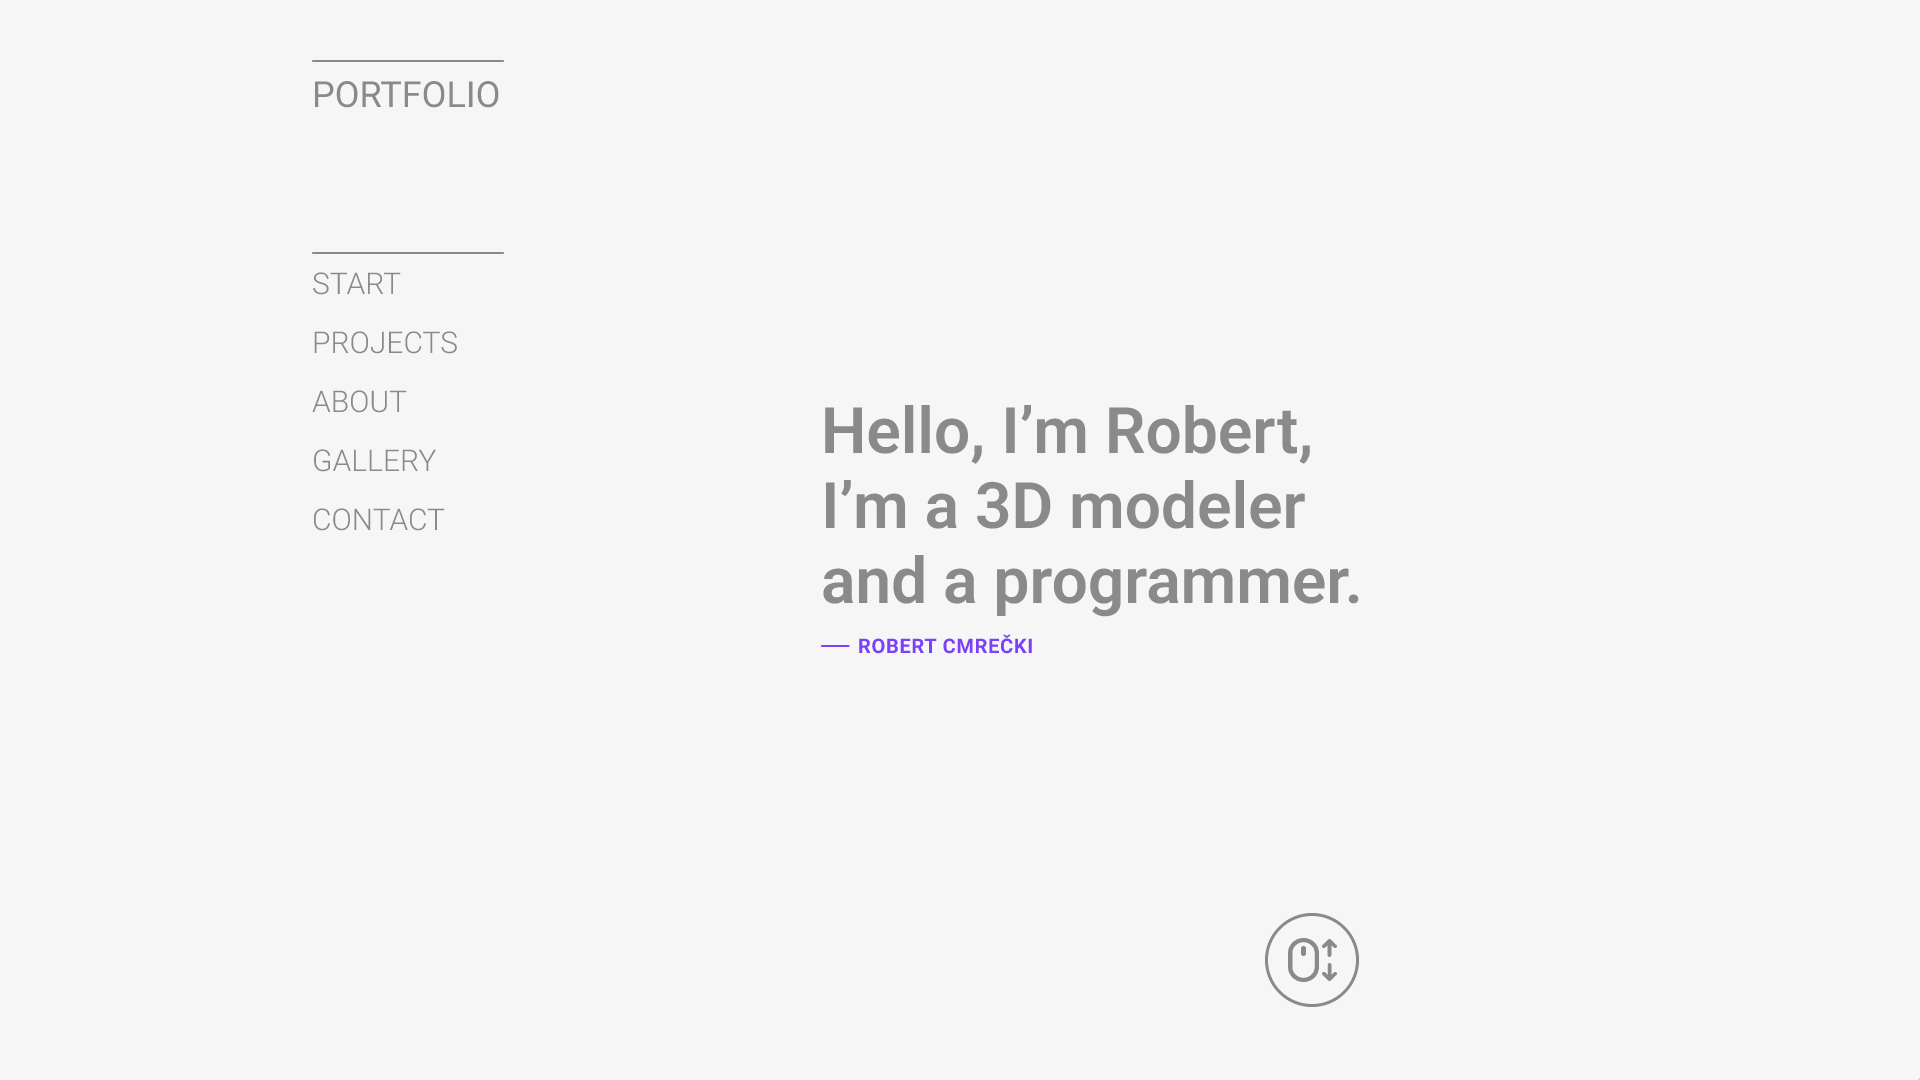 PORTFOLIO
START
PROJECTS
ABOUT
GALLERY
CONTACT
Hello, I’m Robert,
I’m a 3D modeler
and a programmer.
— ROBERT CMREČKI